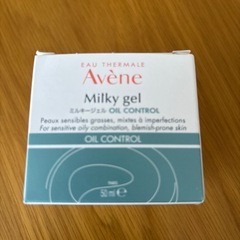 EAU THERMALE
Avène
Milky gel
ミルキージェル OIL CONTROL
Peaux sensibles grasses, mixtes à imperfections
For sensitive oily combination, blemish-prone skin
OIL CONTROL
50 ml e